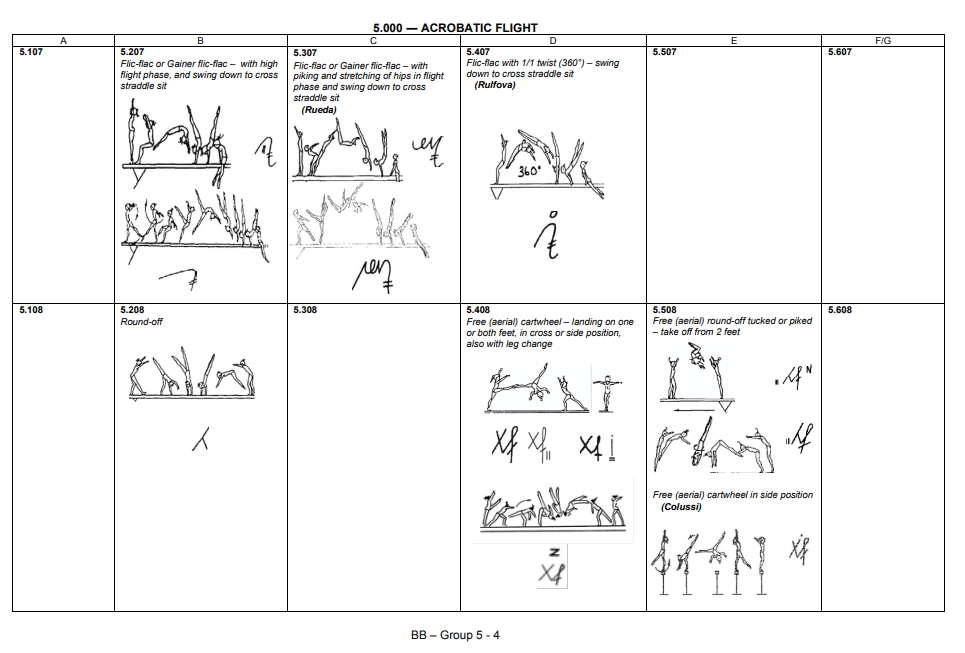 5.000 — ACROBATIC FLIGHT
A
B
C
D
E
F/G
5.107
5.207
Flic-flac or Gainer flic-flac – with high
flight phase, and swing down to cross
straddle sit
5.307
Flic-flac or Gainer flic-flac – with
piking and stretching of hips in flight
phase and swing down to cross
straddle sit
(Rueda)
5.407
Flic-flac with 1/1 twist (360°) – swing
down to cross straddle sit
(Rulfova)
360°
5.507
5.607
5.108
5.208
Round-off
5.308
5.408
Free (aerial) cartwheel – landing on one
or both feet, in cross or side position,
also with leg change
5.508
Free (aerial) round-off tucked or piked
– take off from 2 feet
Free (aerial) cartwheel in side position
(Colussi)
5.608
BB – Group 5 - 4